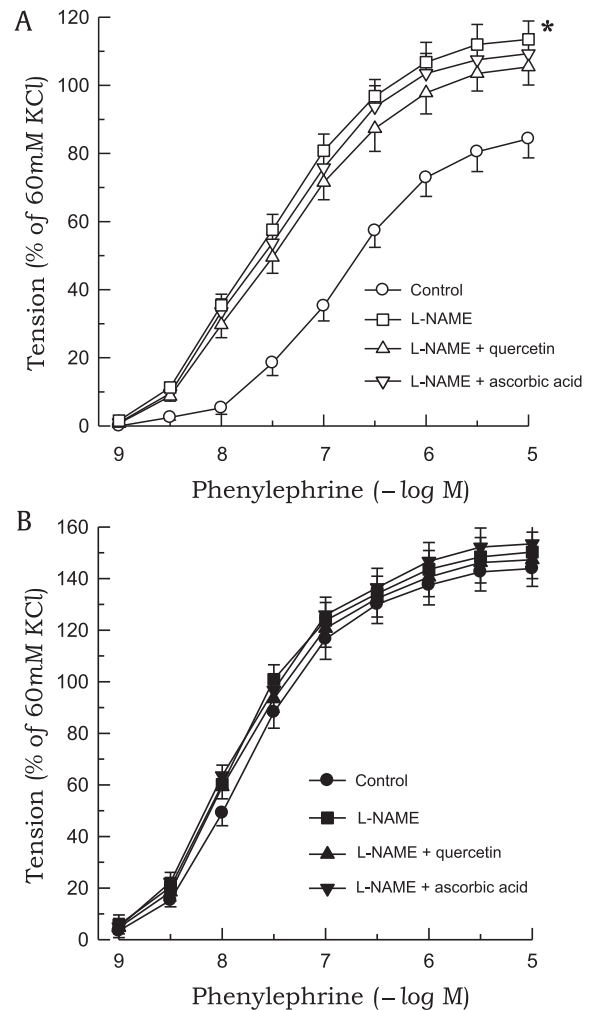 A
120
100
80
60
40
20
0
Tension (% of 60mM KCl)
Control
L-NAME
L-NAME + quercetin
L-NAME + ascorbic acid
*
9 8 7 6 5
Phenylephrine (– log M)
B
160
140
120
100
80
60
40
20
0
Tension (% of 60mM KCl)
Control
L-NAME
L-NAME + quercetin
L-NAME + ascorbic acid
9 8 7 6 5
Phenylephrine (– log M)